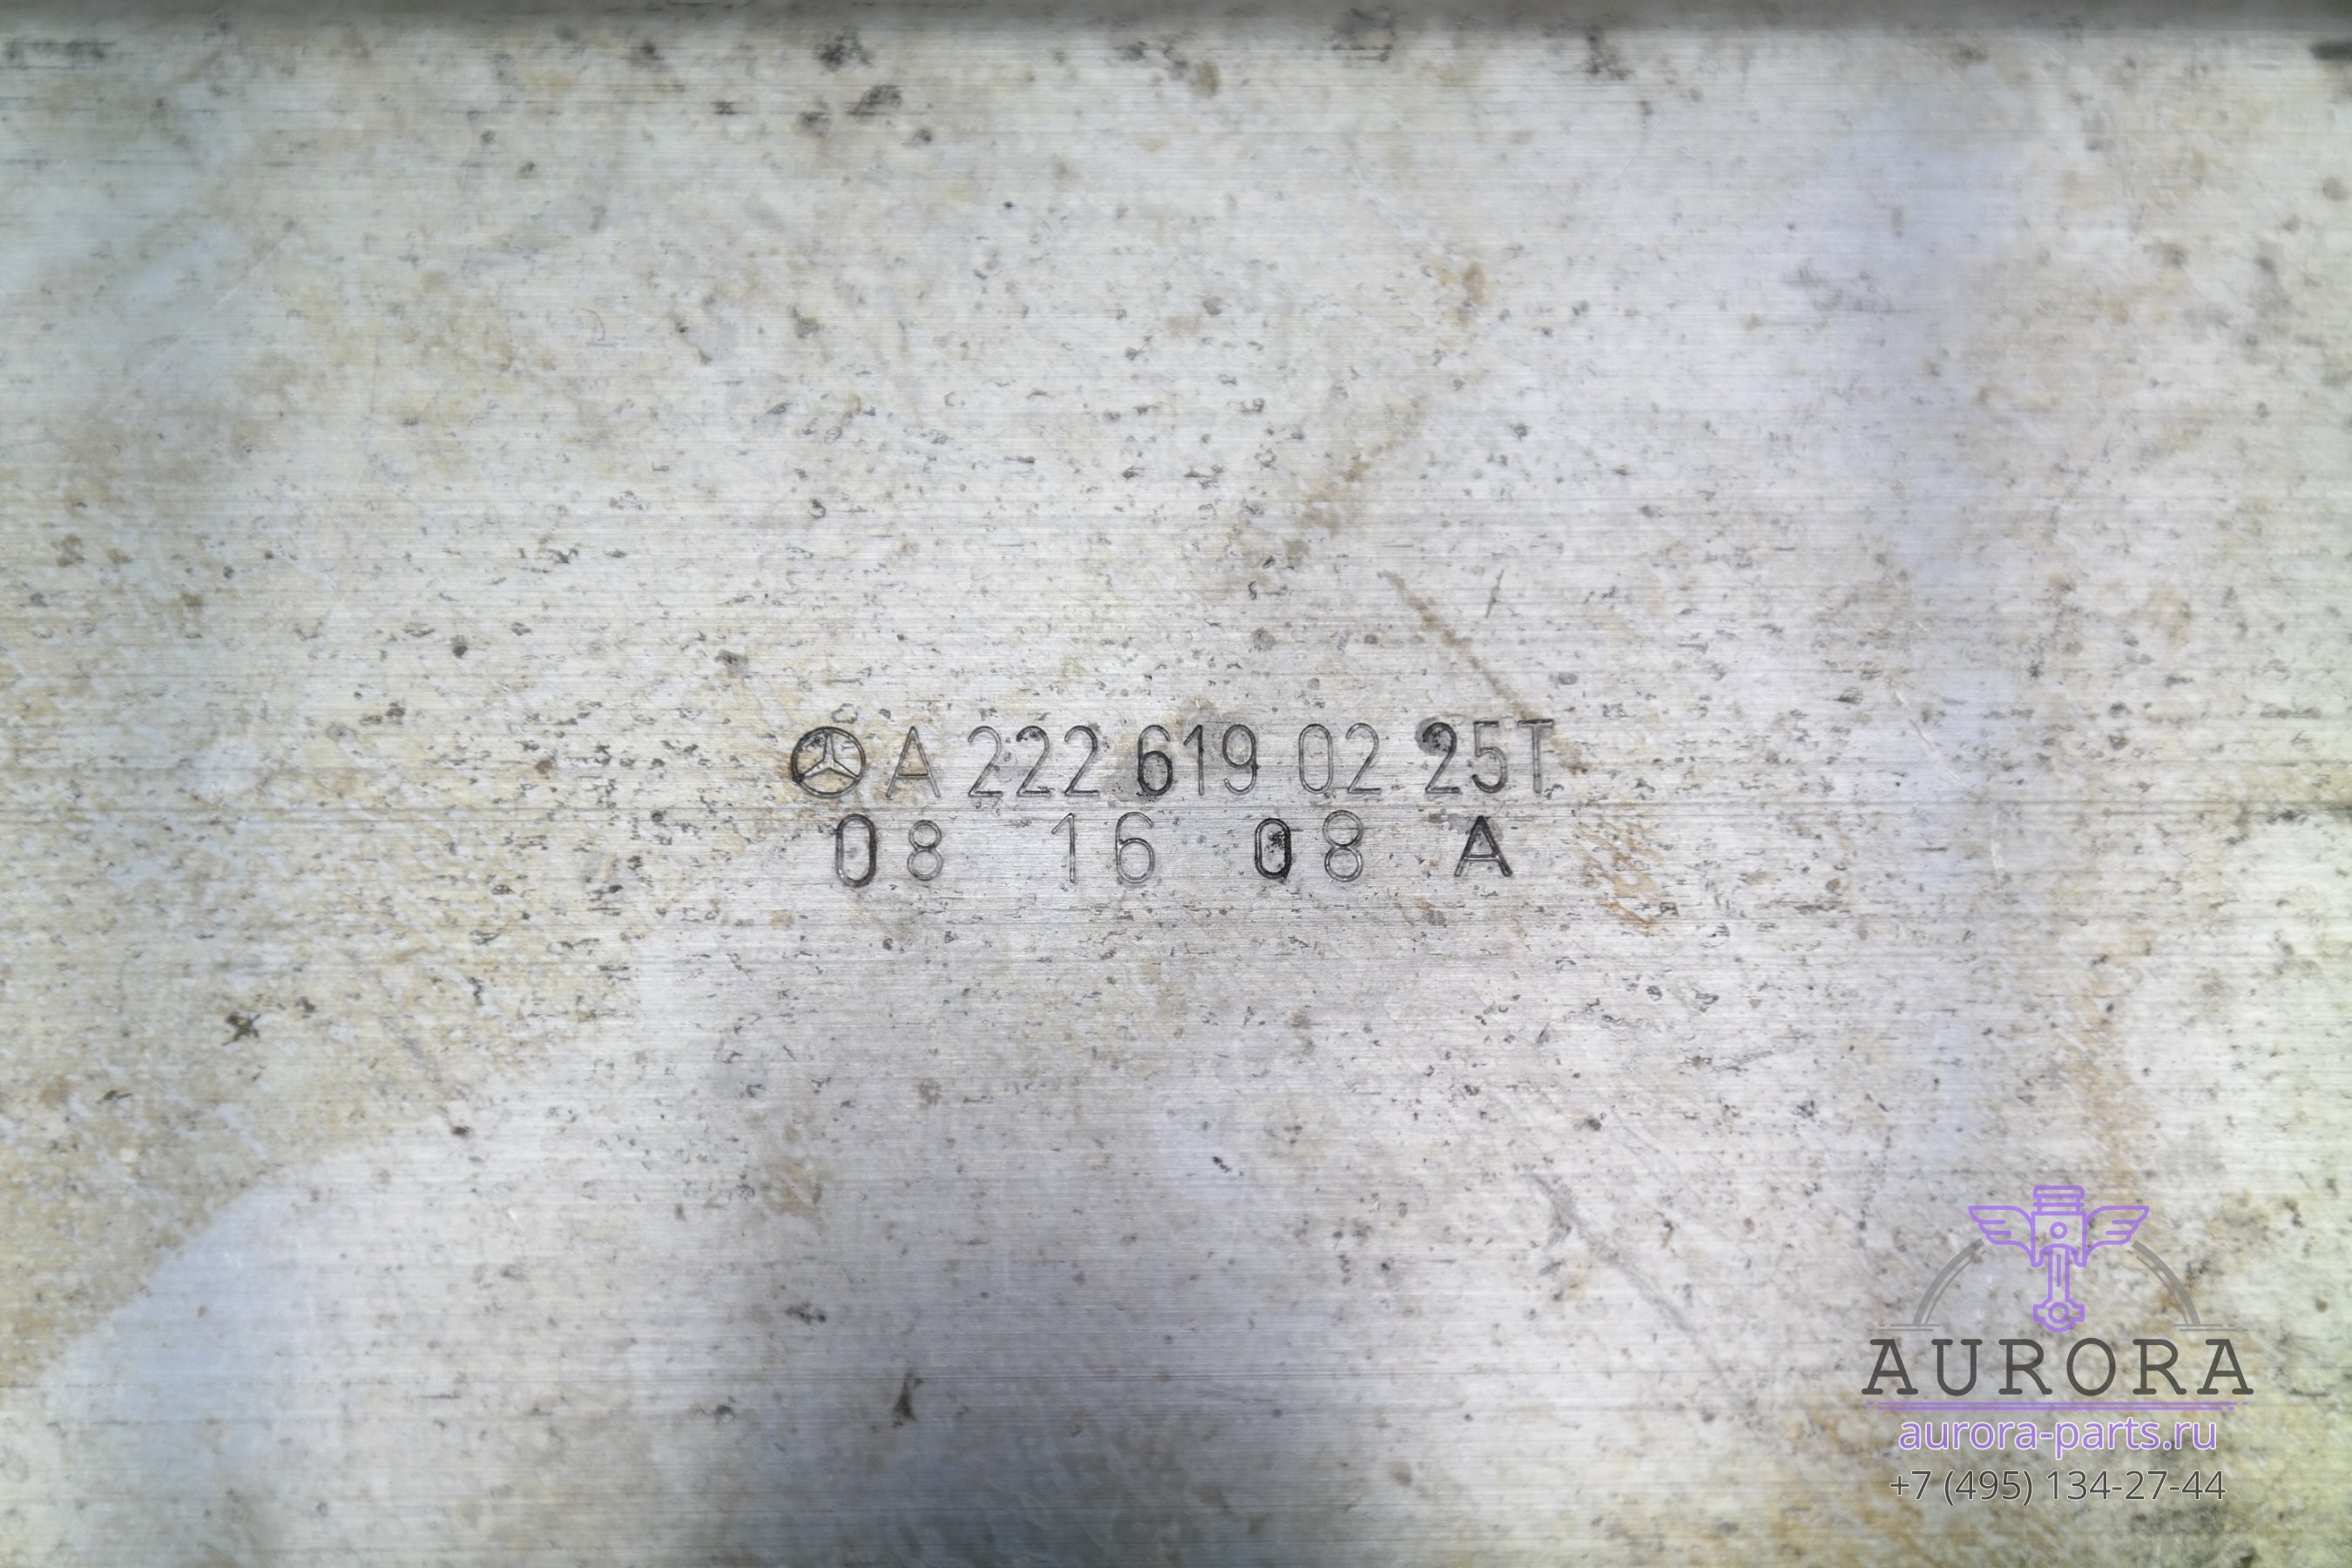 A 222 619 02 25T
08 16 08 A
AURORA
aurora-parts.ru
+7 (495) 134-27-44